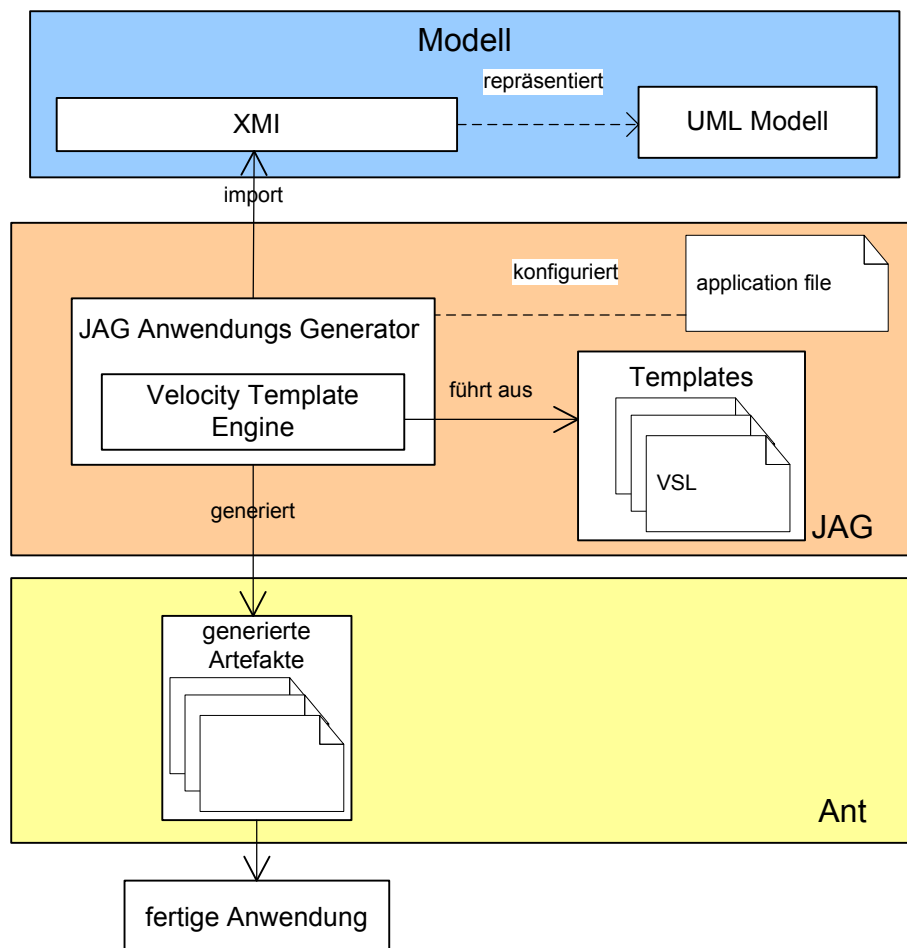 Modell
repräsentiert
XMI
UML Modell
import
konfiguriert
application file
JAG Anwendungs Generator
Velocity Template
Engine
führt aus
Templates
VSL
generiert
JAG
generierte
Artefakte
Ant
fertige Anwendung